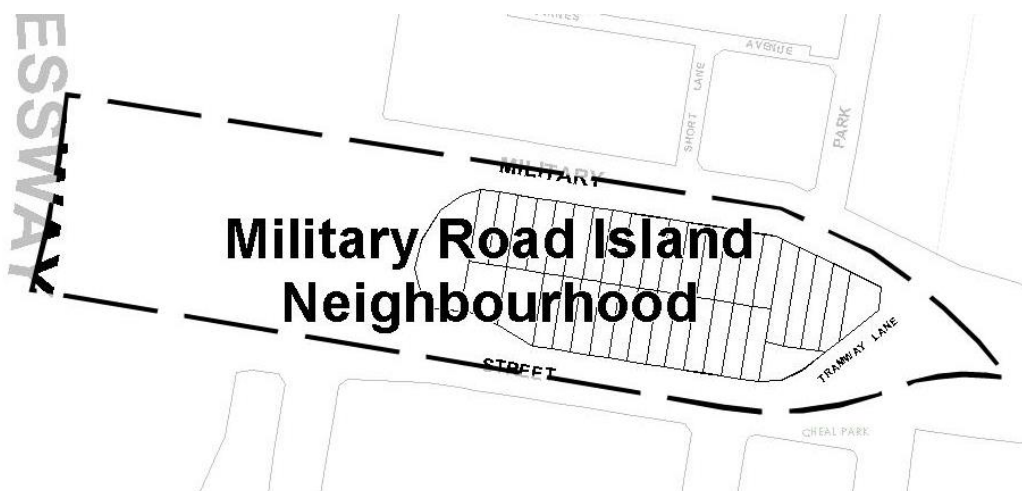 ESSWAY
AVENUE
SHORT LANE
PARK
MILITARY
Military Road Island
Neighbourhood
STREET
TRAMWAY LANE
CHEAL PARK